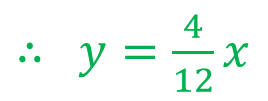 ∴ y = 4/12 x